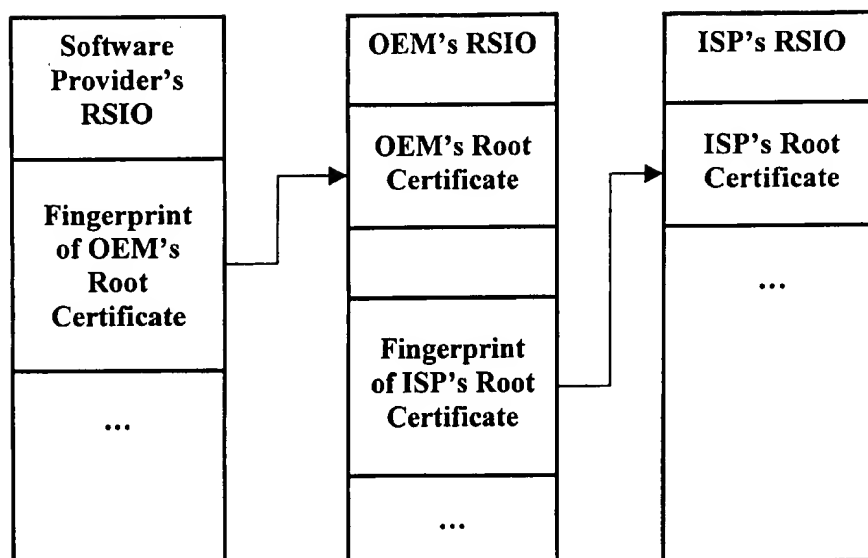 Software
Provider's
RSIO
Fingerprint
of OEM's
Root
Certificate
...
OEM's RSIO
OEM's Root
Certificate
Fingerprint
of ISP's Root
Certificate
...
ISP's RSIO
ISP's Root
Certificate
...